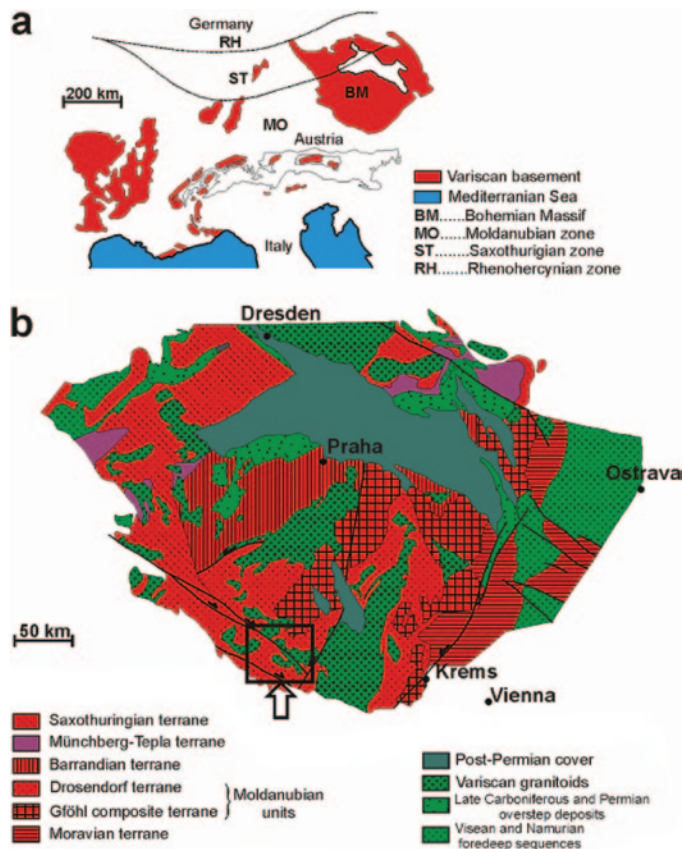 a
Germany
RH
ST
200 km
BM
MO
Austria
Italy
Variscan basement
Mediterranean Sea
BM......Bohemian Massif
MO.......Moldanubian zone
ST........Saxothurigian zone
RH.......Rhenohercynian zone
b
Dresden
Praha
Ostrava
50 km
Krems
Vienna
Saxothuringian terrane
Münchberg-Tepla terrane
Barrandian terrane
Drosendorf terrane
Gföhl composite terrane
Moldanubian
units
Moravian terrane
Post-Permian cover
Variscan granitoids
Late Carboniferous and Permian
overstep deposits
Visean and Namurian
foredeep sequences